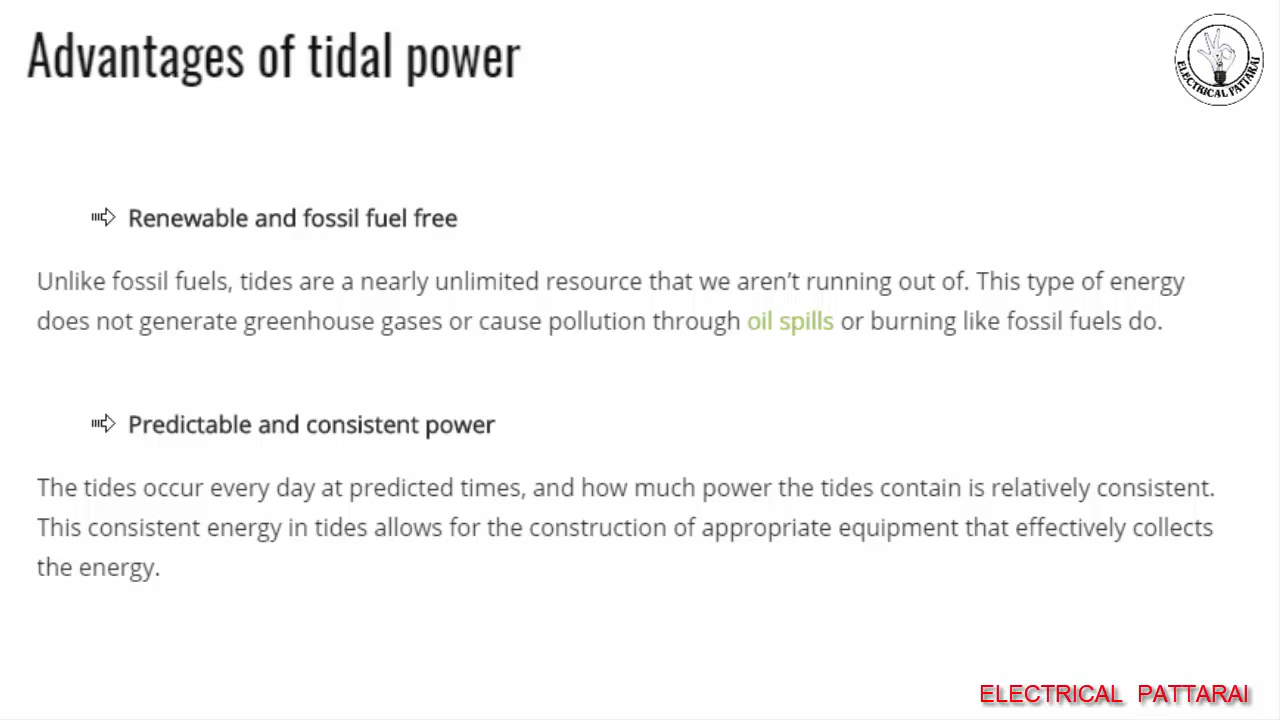 Advantages of tidal power
ELECTRICAL PATTARAI
Renewable and fossil fuel free
Unlike fossil fuels, tides are a nearly unlimited resource that we aren’t running out of. This type of energy
does not generate greenhouse gases or cause pollution through oil spills or burning like fossil fuels do.
Predictable and consistent power
The tides occur every day at predicted times, and how much power the tides contain is relatively consistent.
This consistent energy in tides allows for the construction of appropriate equipment that effectively collects
the energy.
ELECTRICAL PATTARAI